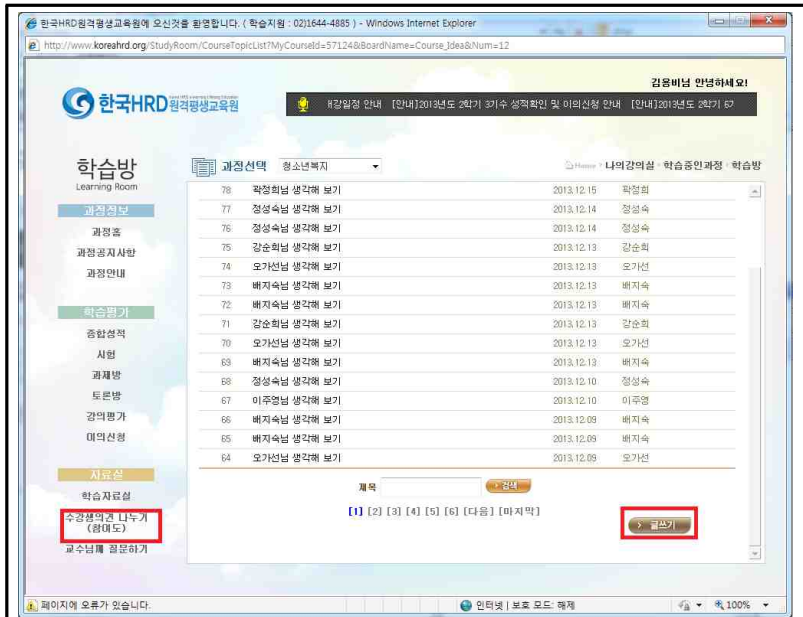 한국HRD원격평생교육원에 오신것을 환영합니다. ( 학습지원 : 02)1644-4885 ) - Windows Internet Explorer
http://www.koreahrd.org/StudyRoom/CourseTopicList?MyCourseId=57124&BoardName=Course_Idea&Num=12
김용비님 안녕하세요!
한국HRD원격평생교육원
H강일정 안내 [안내]2013년도 2학기 3기수 성적확인 및 이의신청 안내 [안내]2013년도 2학기 6기
학습방
Learning Room
과정선택 청소년복지
Home 나의강의실 학습중인과정 학습방
과정정보
과정홈
과정공지사항
과정안내
학습평가
종합성적
시험
과제방
토론방
강의평가
이의신청
자료실
학습자료실
수강생의견 나누기
(참여도)
교수님께 질문하기
78 곽정희님 생각해 보기 2013.12.15 곽정희
77 정성숙님 생각해 보기 2013.12.14 정성숙
76 정성숙님 생각해 보기 2013.12.14 정성숙
75 강순희님 생각해 보기 2013.12.13 강순희
74 오가선님 생각해 보기 2013.12.13 오가선
73 배지숙님 생각해 보기 2013.12.13 배지숙
72 배지숙님 생각해 보기 2013.12.13 배지숙
71 강순희님 생각해 보기 2013.12.13 강순희
70 오가선님 생각해 보기 2013.12.13 오가선
69 배지숙님 생각해 보기 2013.12.13 배지숙
68 정성숙님 생각해 보기 2013.12.10 정성숙
67 이주영님 생각해 보기 2013.12.10 이주영
66 배지숙님 생각해 보기 2013.12.09 배지숙
65 배지숙님 생각해 보기 2013.12.09 배지숙
64 오가선님 생각해 보기 2013.12.09 오가선
제목 검색
[1] [2] [3] [4] [5] [6] [다음] [마지막]
글쓰기
페이지에 오류가 있습니다.
인터넷 | 보호 모드: 해제
100%